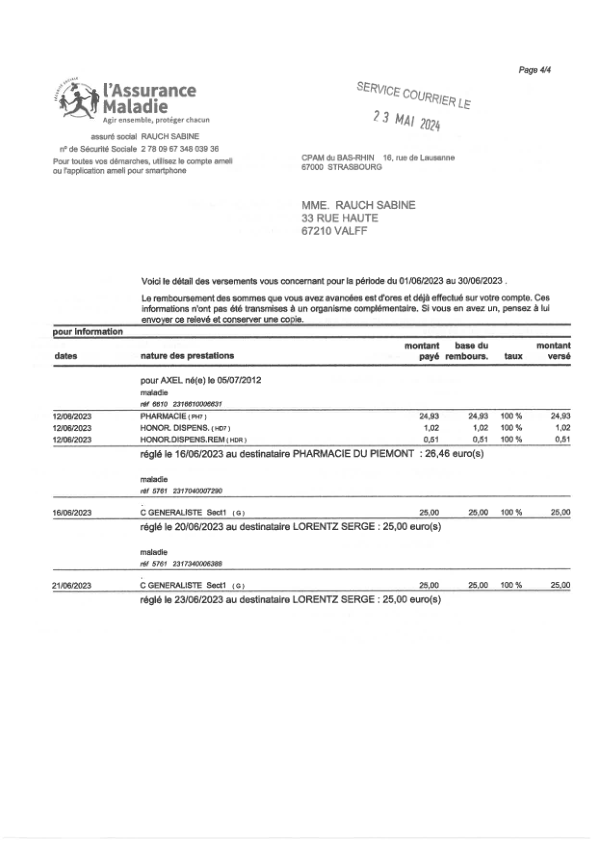 Page 4/4
l'Assurance
Maladie
Agir ensemble, protéger chacun
SERVICE COURRIER LE
23 MAI 2024
assuré social RAUCH SABINE
n° de Sécurité Sociale 2 78 09 67 348 039 36
Pour toutes vos démarches, utilisez le compte ameli
ou l'application ameli pour smartphone
CPAM du BAS-RHIN 16, rue de Lausanne
67000 STRASBOURG
MME. RAUCH SABINE
33 RUE HAUTE
67210 VALFF
Voici le détail des versements vous concernant pour la période du 01/06/2023 au 30/06/2023 .
Le remboursement des sommes que vous avez avancées est d'ores et déjà effectué sur votre compte. Ces
informations n'ont pas été transmises à un organisme complémentaire. Si vous en avez un, pensez à lui
envoyer ce relevé et conserver une copie.
pour information
dates nature des prestations montant payé base du rembours. taux montant versé
pour AXEL né(e) le 05/07/2012
maladie
réf 6610 2316610006631
12/06/2023 PHARMACIE ( PH7 ) 24,93 24,93 100 % 24,93
12/06/2023 HONOR. DISPENS. ( HD7 ) 1,02 1,02 100 % 1,02
12/06/2023 HONOR.DISPENS.REM ( HDR ) 0,51 0,51 100 % 0,51
réglé le 16/06/2023 au destinataire PHARMACIE DU PIEMONT : 26,46 euro(s)
maladie
réf 5761 2317040007290
16/06/2023 C GENERALISTE Sect1 ( G ) 25,00 25,00 100 % 25,00
réglé le 20/06/2023 au destinataire LORENTZ SERGE : 25,00 euro(s)
maladie
réf 5761 2317340006386
21/06/2023 C GENERALISTE Sect1 ( G ) 25,00 25,00 100 % 25,00
réglé le 23/06/2023 au destinataire LORENTZ SERGE : 25,00 euro(s)